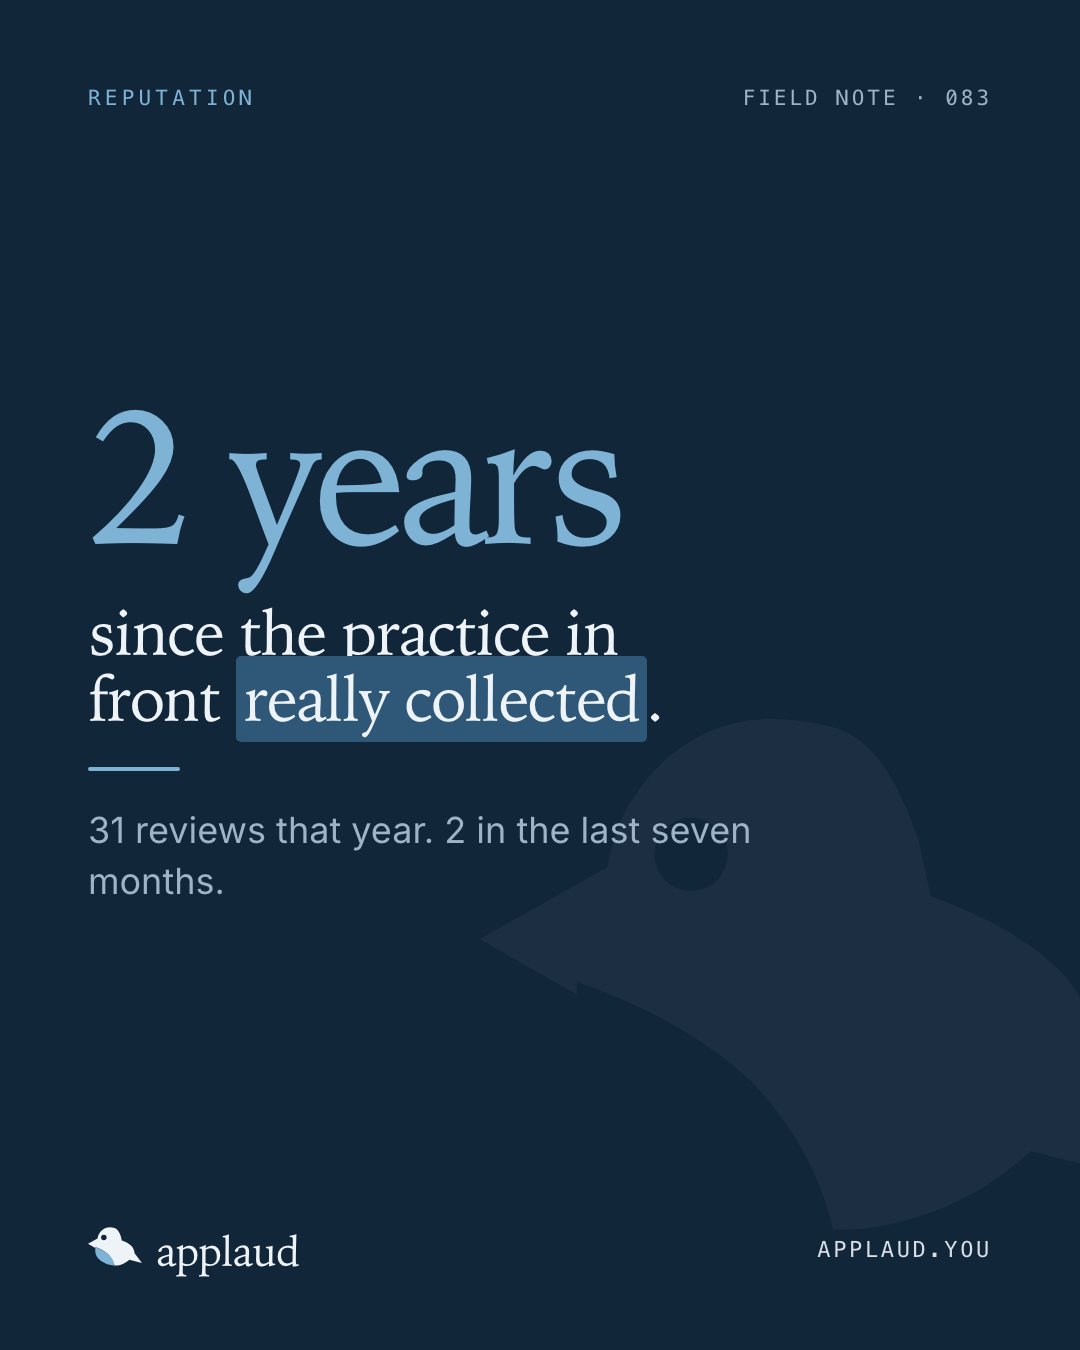 REPUTATION
FIELD NOTE · 083
2 years
since the practice in
front really collected.
31 reviews that year. 2 in the last seven
months.
applaud
APPLAUD.YOU